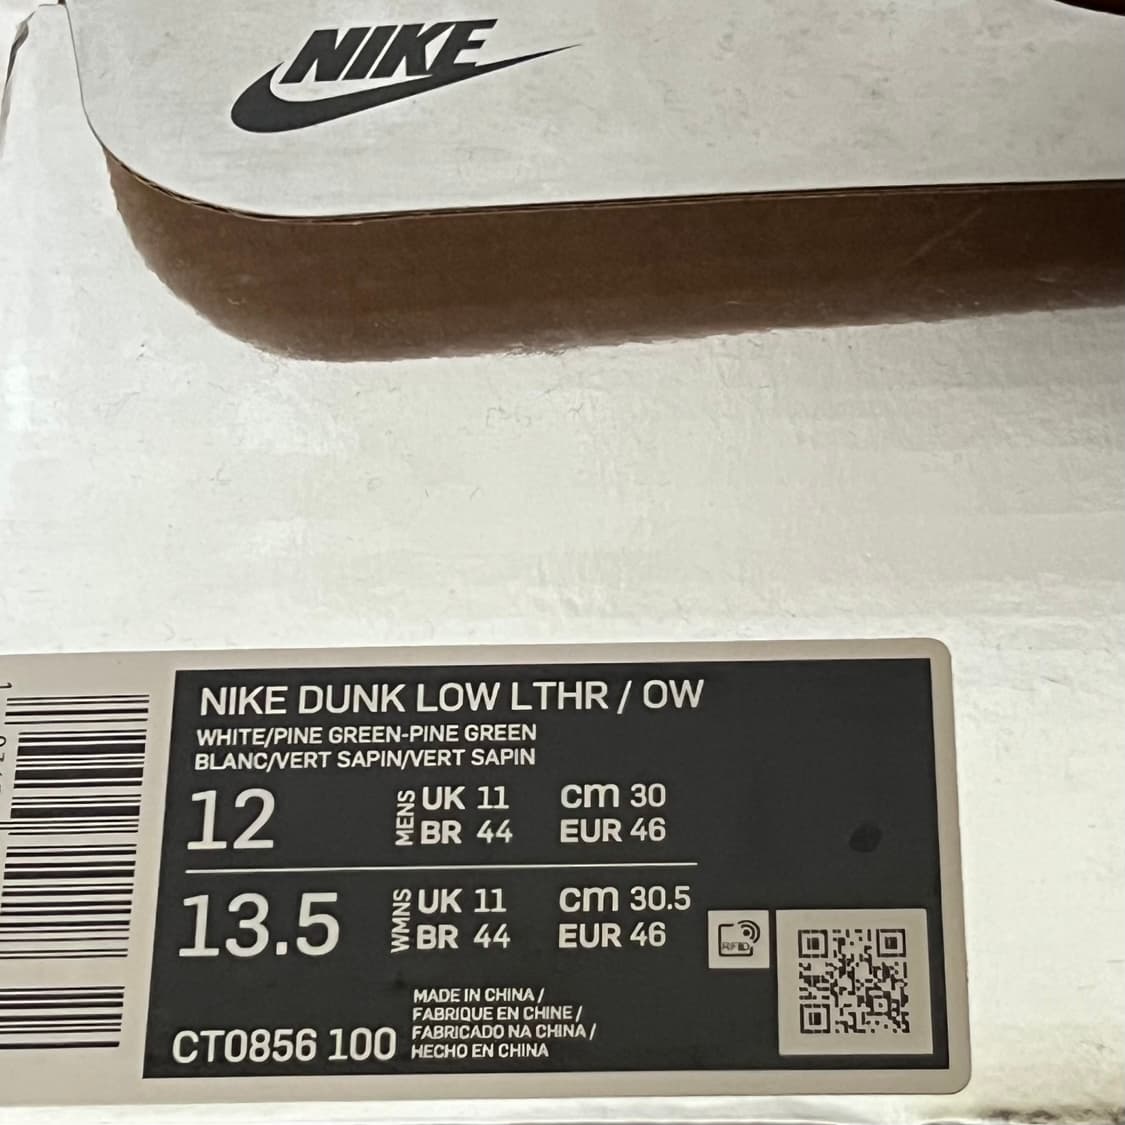 NIKE
NIKE DUNK LOW LTHR / OW
WHITE/PINE GREEN-PINE GREEN
BLANC/VERT SAPIN/VERT SAPIN
12 MENS UK 11 cm 30
BR 44 EUR 46
13.5 WMNS UK 11 cm 30.5
BR 44 EUR 46
RFID
MADE IN CHINA /
FABRIQUE EN CHINE /
FABRICADO NA CHINA /
CT0856 100 HECHO EN CHINA